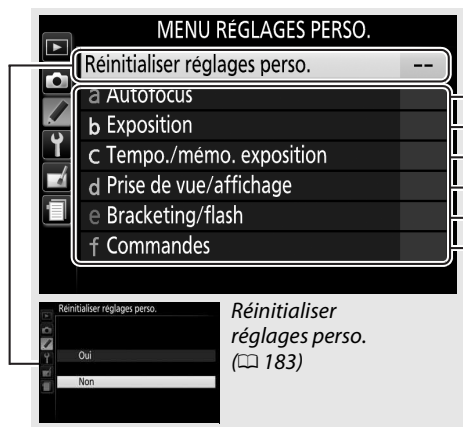 MENU RÉGLAGES PERSO.
Réinitialiser réglages perso. --
a Autofocus
b Exposition
c Tempo./mémo. exposition
d Prise de vue/affichage
e Bracketing/flash
f Commandes
Réinitialiser réglages perso.
Oui
Non
Réinitialiser
réglages perso.
(📖 183)